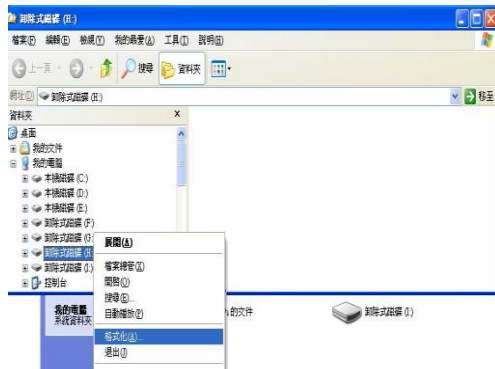 卸除式磁碟 (H:)
檔案(F) 編輯(E) 檢視(V) 我的最愛(A) 工具(T) 說明(H)
上一頁 搜尋 資料夾
網址(D) 卸除式磁碟 (H:) 移至
資料夾 x
桌面
我的文件
我的電腦
本機磁碟 (C:)
本機磁碟 (D:)
本機磁碟 (E:)
卸除式磁碟 (F:)
卸除式磁碟 (G:
卸除式磁碟 (H:
卸除式磁碟 (I:)
控制台
展開(A)
檔案總管(X)
開啟(O)
搜尋(E)...
自動播放(P)
格式化(A)...
退出(J)
我的電腦
系統資料夾
的文件
卸除式磁碟 (I:)